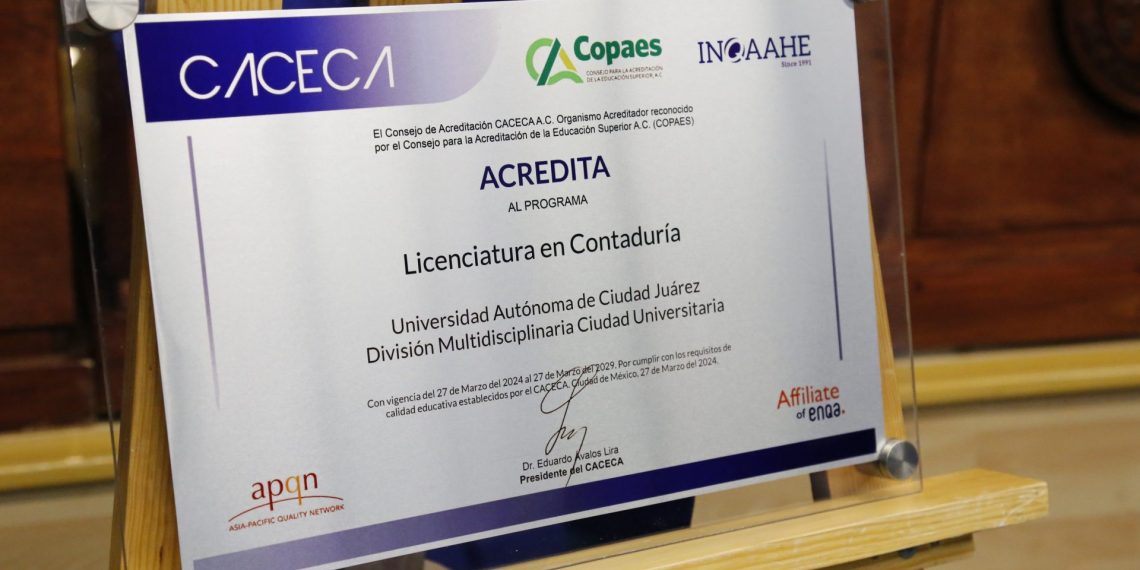 CACECA
Copaes
CONSEJO PARA LA ACREDITACIÓN
DE LA EDUCACIÓN SUPERIOR, A.C.
INQAAHE
Since 1991
El Consejo de Acreditación CACECA A.C. Organismo Acreditador reconocido
por el Consejo para la Acreditación de la Educación Superior A.C. (COPAES)
ACREDITA
AL PROGRAMA
Licenciatura en Contaduría
Universidad Autónoma de Ciudad Juárez
División Multidisciplinaria Ciudad Universitaria
Con vigencia del 27 de Marzo del 2024 al 27 de Marzo del 2029. Por cumplir con los requisitos de
calidad educativa establecidos por el CACECA, Ciudad de México, 27 de Marzo del 2024.
Dr. Eduardo Ávalos Lira
Presidente del CACECA
apqn
ASIA-PACIFIC QUALITY NETWORK
Affiliate
of enqa.